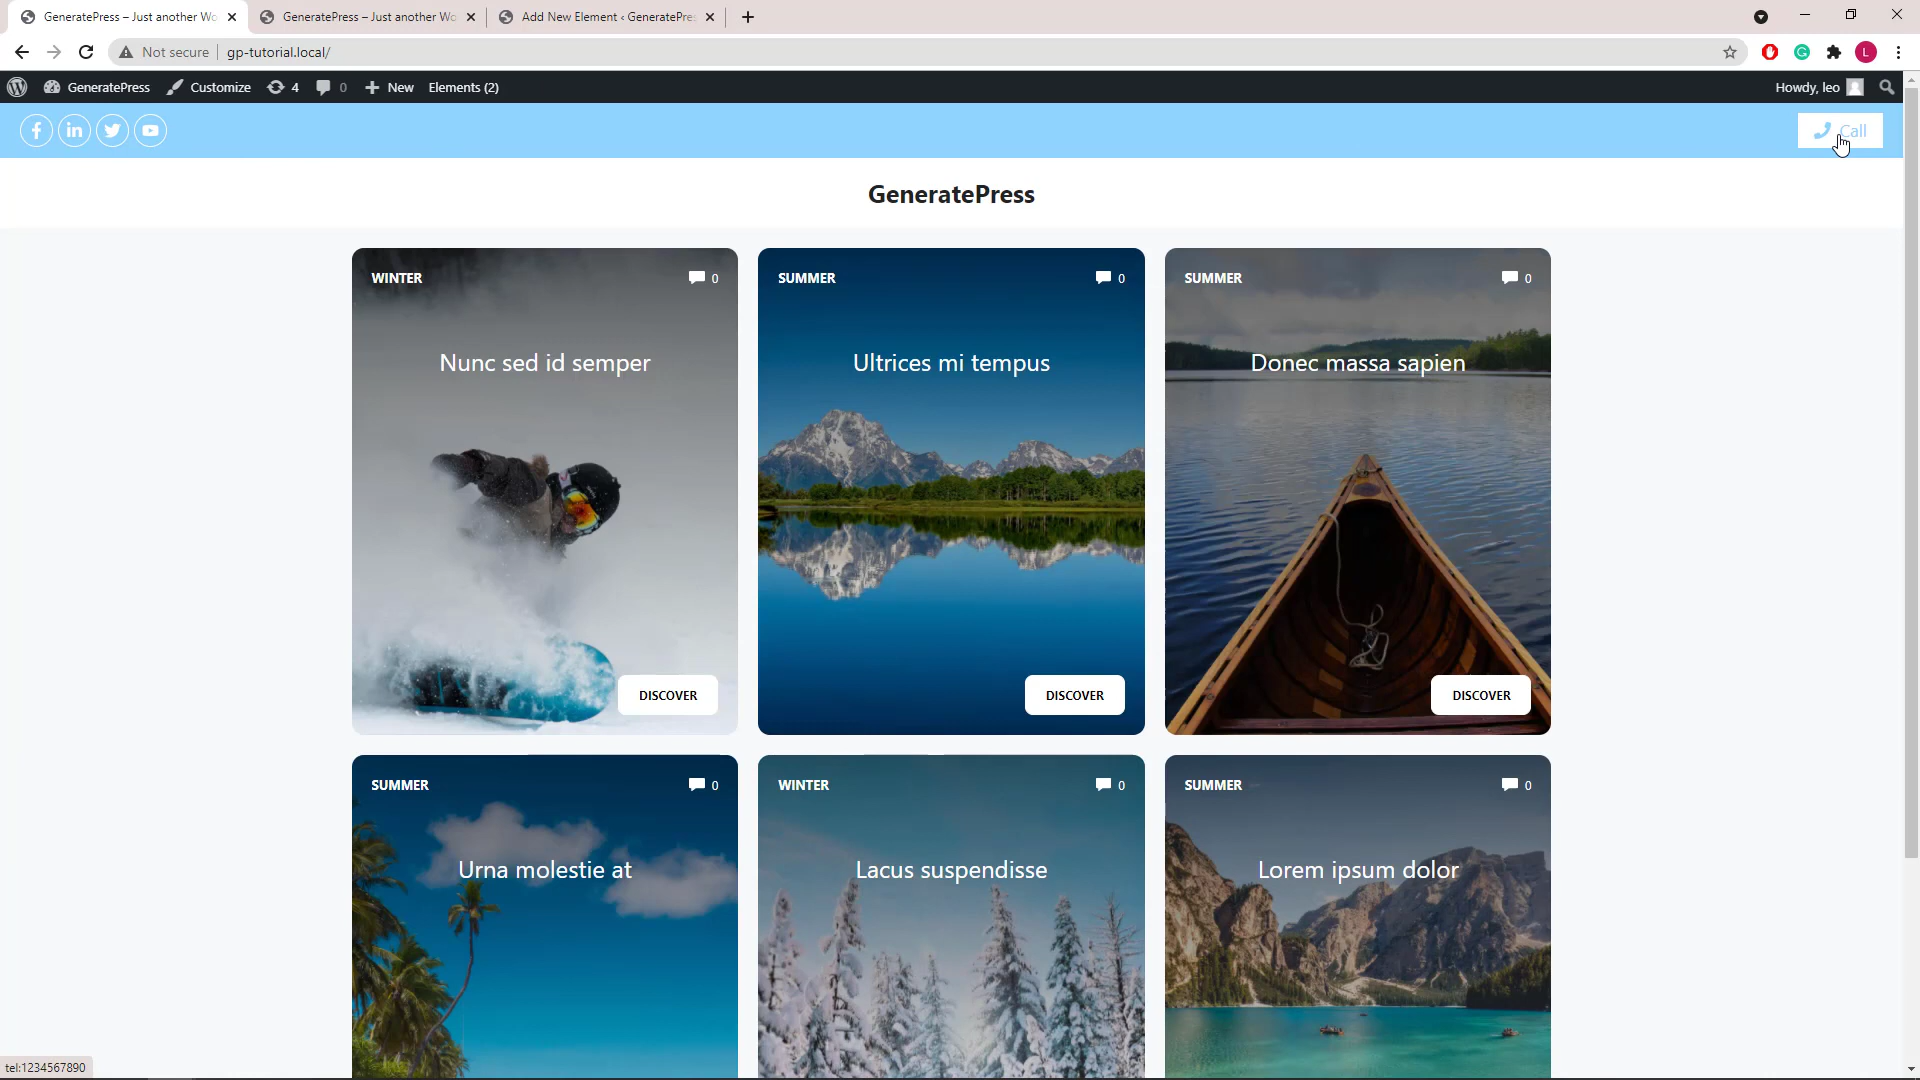 GeneratePress – Just another Wo
GeneratePress – Just another Wo
Add New Element ‹ GeneratePres
Not secure gp-tutorial.local/
L
GeneratePress Customize 4 0 New Elements (2) Howdy, leo
Call
GeneratePress
WINTER 0
Nunc sed id semper
DISCOVER
SUMMER 0
Ultrices mi tempus
DISCOVER
SUMMER 0
Donec massa sapien
DISCOVER
SUMMER 0
Urna molestie at
WINTER 0
Lacus suspendisse
SUMMER 0
Lorem ipsum dolor
tel:1234567890